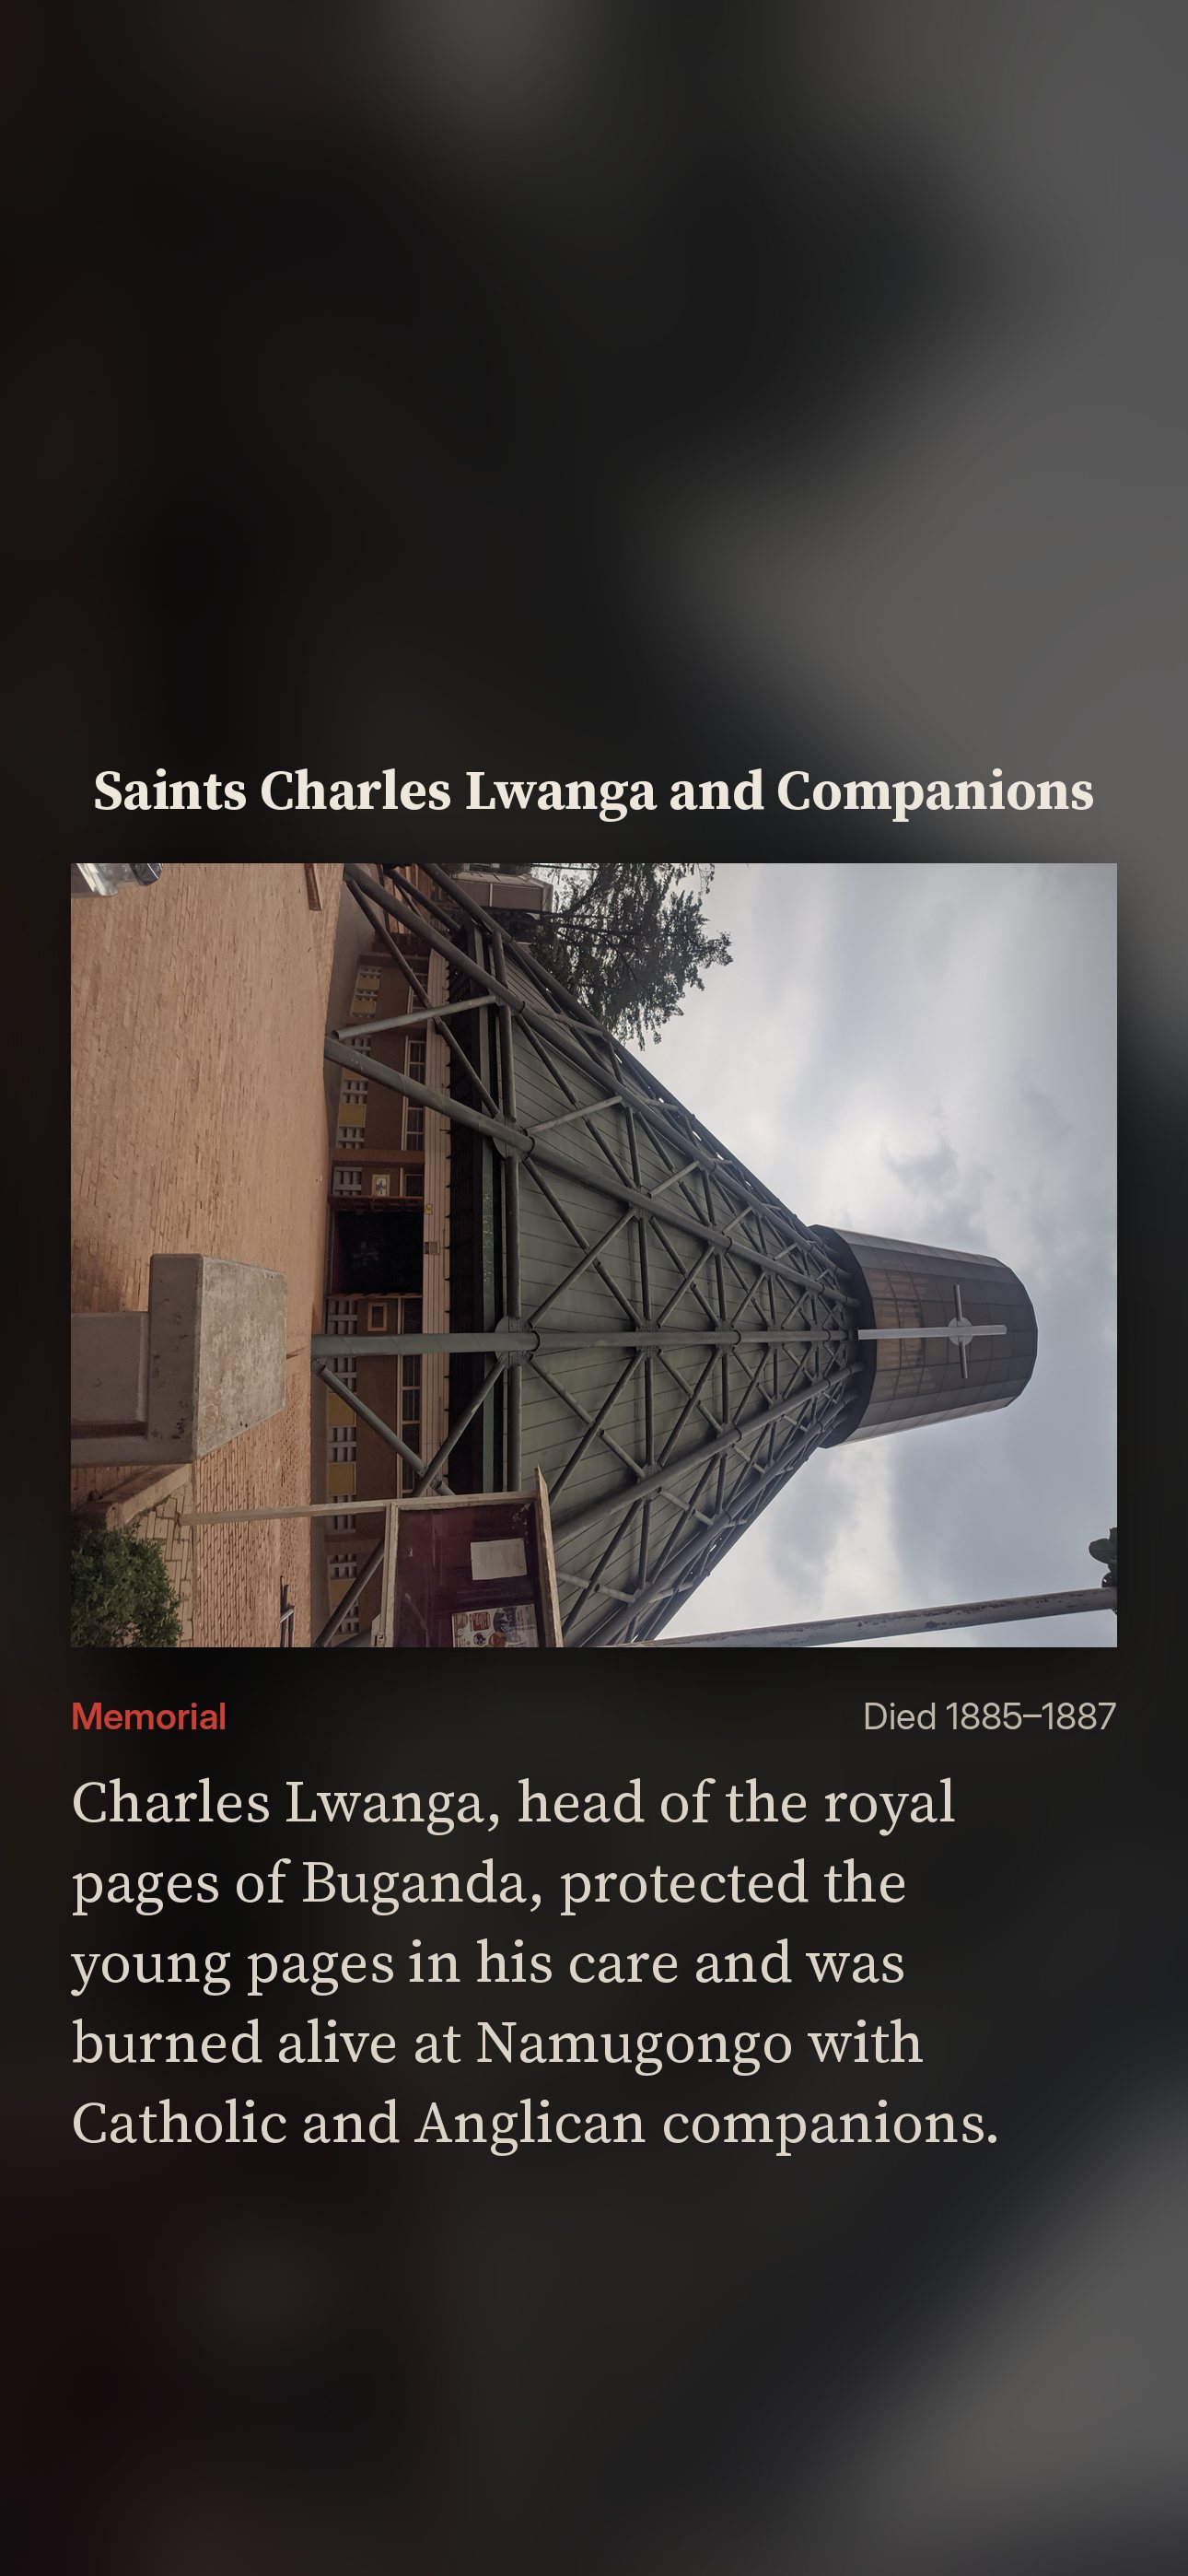 Saints Charles Lwanga and Companions
Memorial
Died 1885–1887
Charles Lwanga, head of the royal
pages of Buganda, protected the
young pages in his care and was
burned alive at Namugongo with
Catholic and Anglican companions.